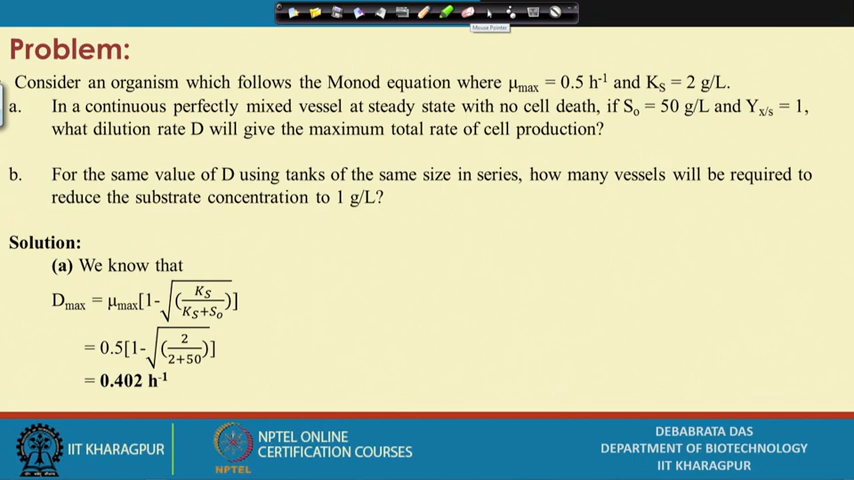 Mouse Pointer
Problem:
Consider an organism which follows the Monod equation where μmax = 0.5 h-1 and KS = 2 g/L.
a. In a continuous perfectly mixed vessel at steady state with no cell death, if So = 50 g/L and Yx/s = 1,
what dilution rate D will give the maximum total rate of cell production?
b. For the same value of D using tanks of the same size in series, how many vessels will be required to
reduce the substrate concentration to 1 g/L?
Solution:
(a) We know that
Dmax = μmax[1-√(KS/KS+So)]
= 0.5[1-√(2/2+50)]
= 0.402 h-1
IIT KHARAGPUR
NPTEL
NPTEL ONLINE
CERTIFICATION COURSES
DEBABRATA DAS
DEPARTMENT OF BIOTECHNOLOGY
IIT KHARAGPUR